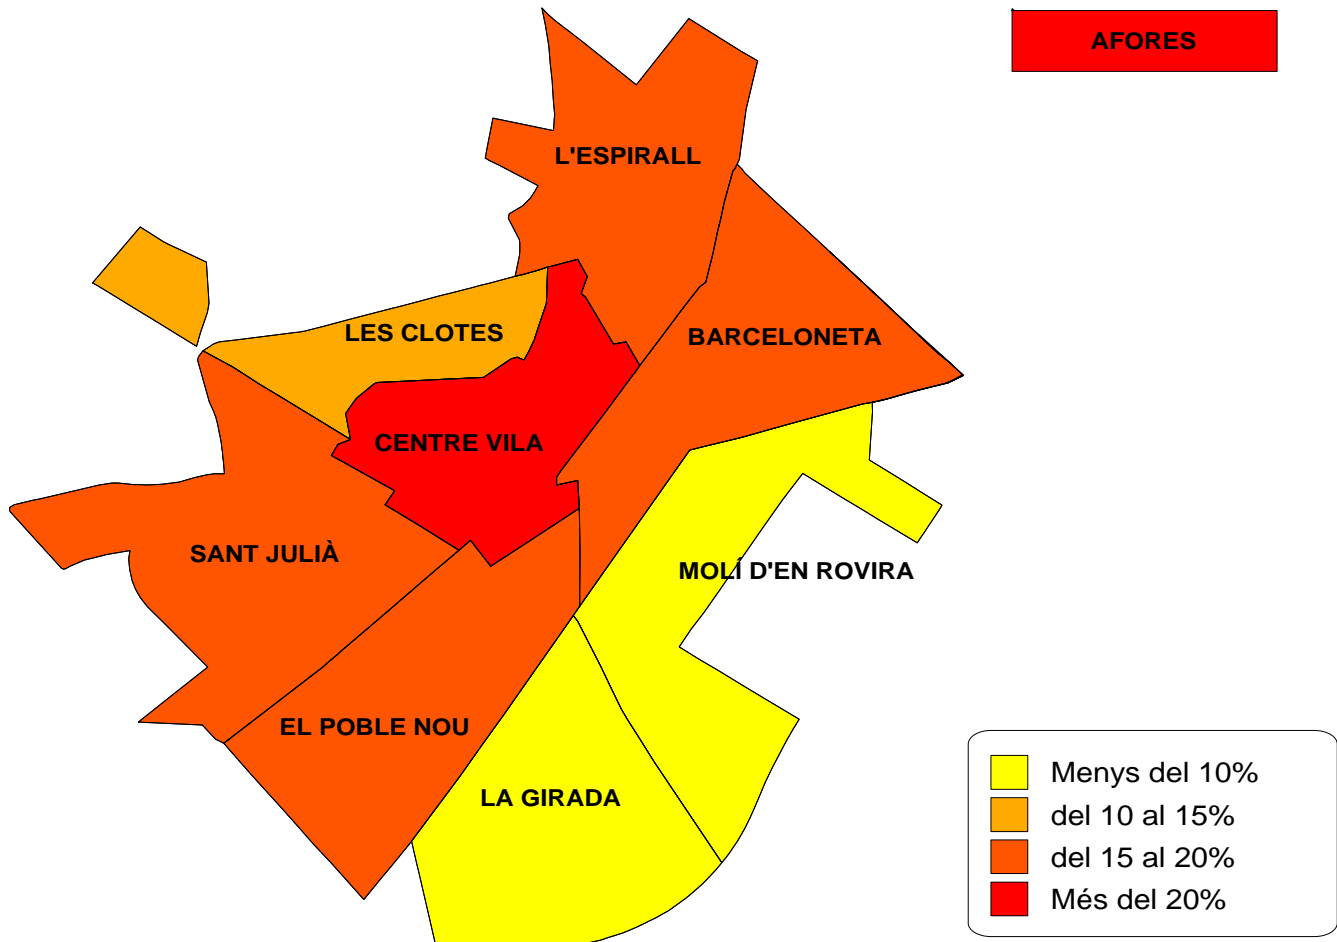 AFORES
L'ESPIRALL
LES CLOTES
BARCELONETA
CENTRE VILA
SANT JULIÀ
MOLÍ D'EN ROVIRA
EL POBLE NOU
LA GIRADA
Menys del 10%
del 10 al 15%
del 15 al 20%
Més del 20%